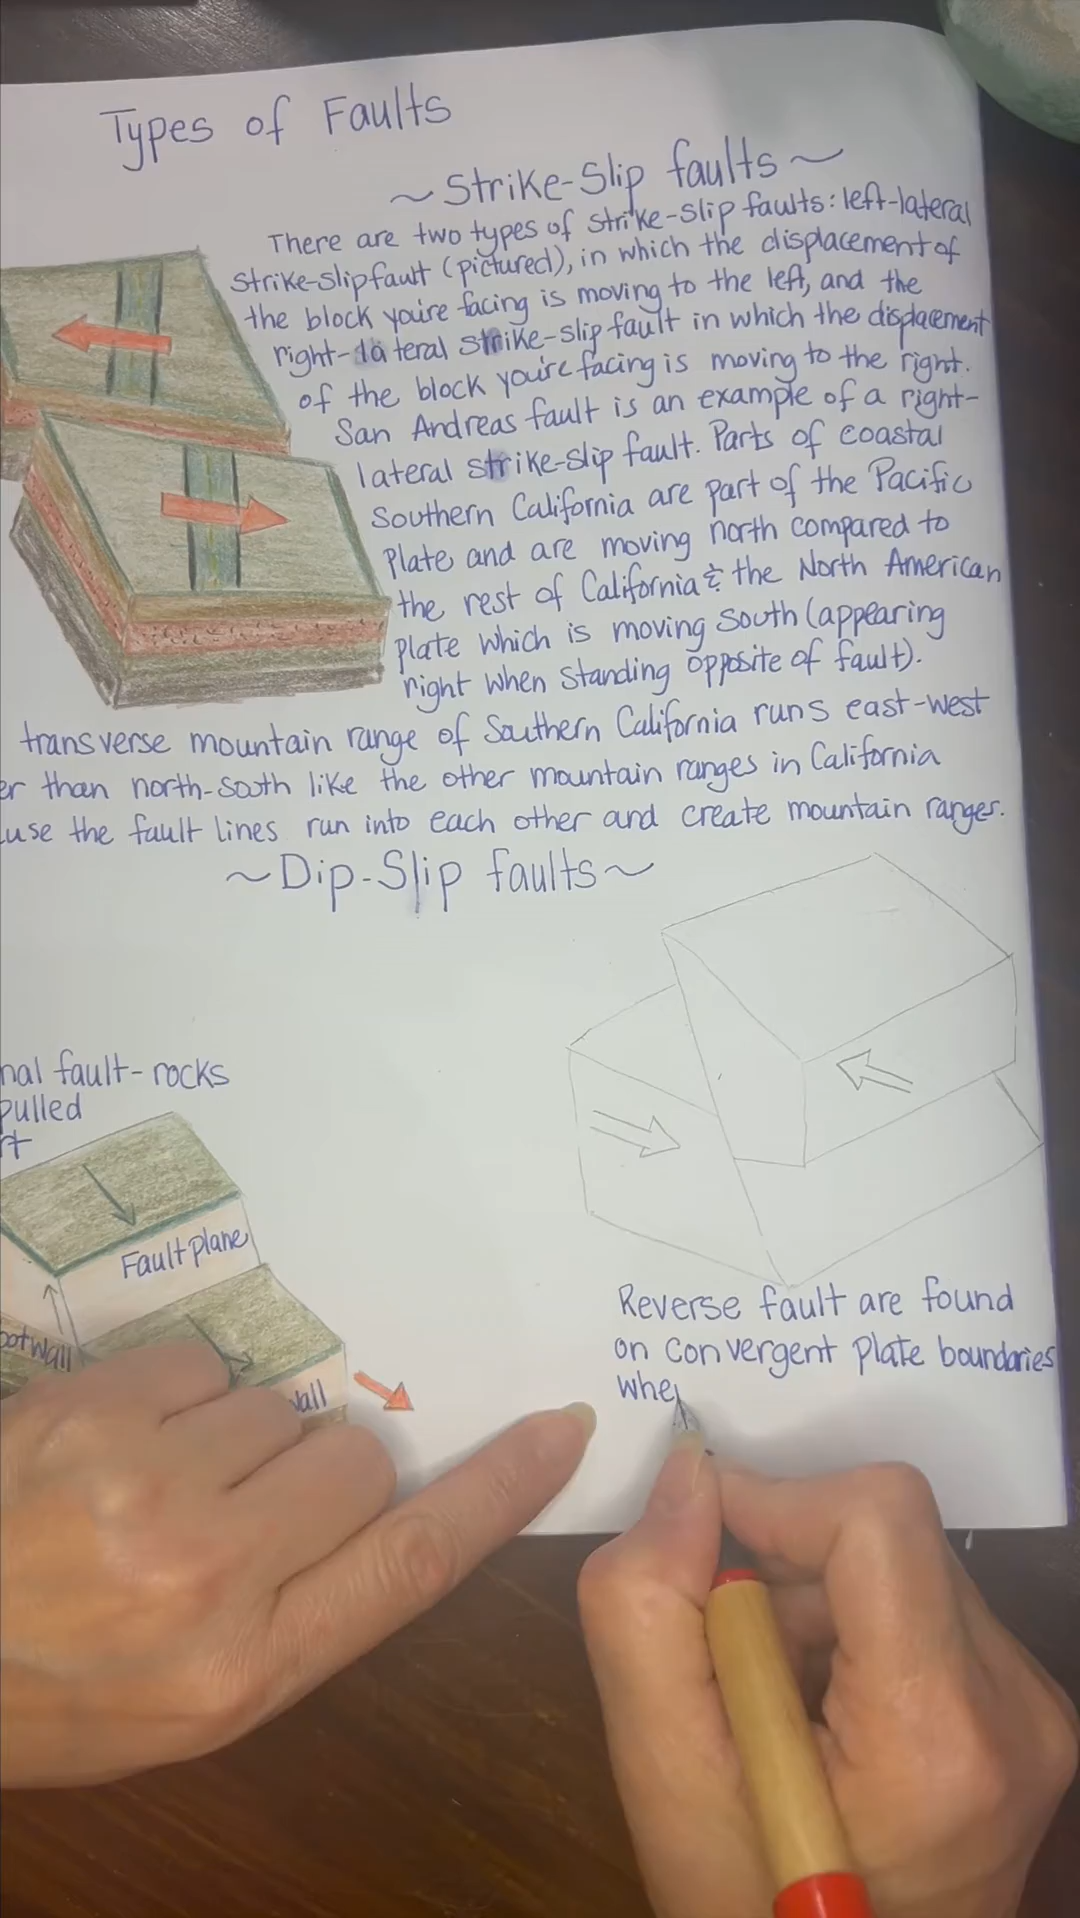 Types of Faults
~Strike-Slip faults~
There are two types of strike-slip faults: left-lateral
strike-slip fault (pictured), in which the displacement of
the block you're facing is moving to the left, and the
right-lateral strike-slip fault in which the displacement
of the block you're facing is moving to the right.
San Andreas fault is an example of a right-
lateral strike-slip fault. Parts of coastal
Southern California are part of the Pacific
Plate and are moving north compared to
the rest of California & the North American
plate which is moving south (appearing
right when standing opposite of fault).
transverse mountain range of Southern California runs east-west
er than north-south like the other mountain ranges in California
use the fault lines run into each other and create mountain ranges.
~Dip-Slip faults~
nal fault-rocks
pulled
rt
Fault plane
ootwall
wall
Reverse fault are found
on convergent plate boundaries
whe